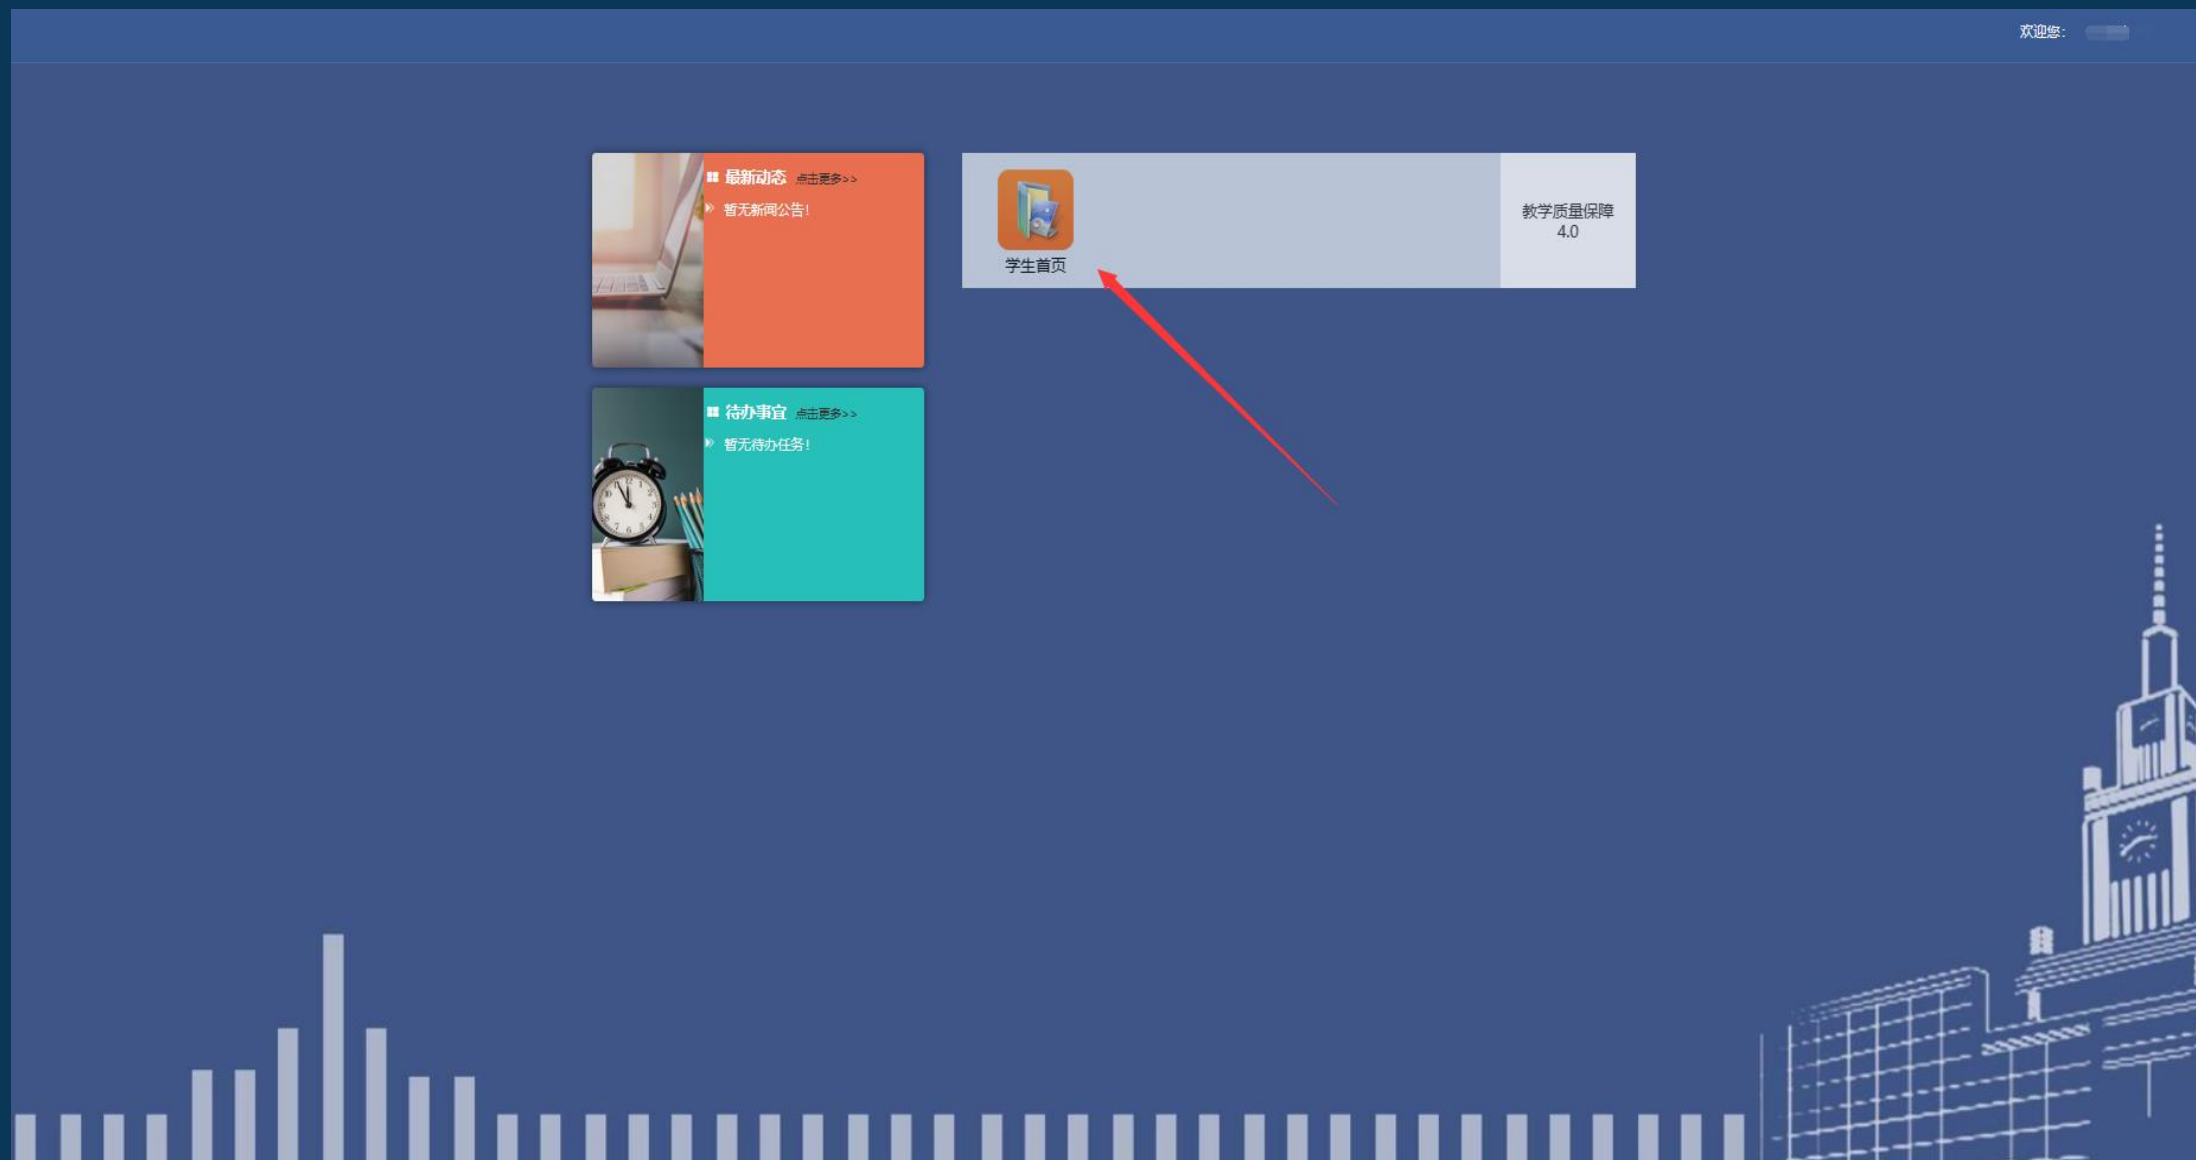 欢迎您:
最新动态 点击更多>>
暂无新闻公告!
学生首页
教学质量保障
4.0
待办事宜 点击更多>>
暂无待办任务!